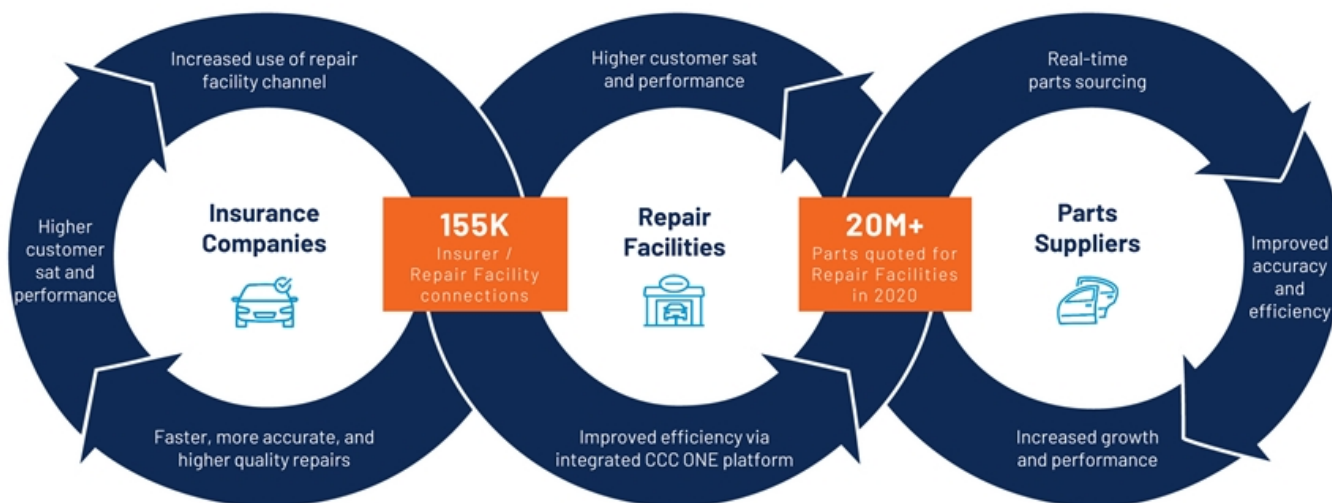 Increased use of repair
facility channel
Higher
customer
sat and
performance
Insurance
Companies
Faster, more accurate, and
higher quality repairs
155K
Insurer /
Repair Facility
connections
Higher customer sat
and performance
Repair
Facilities
Improved efficiency via
integrated CCC ONE platform
20M+
Parts quoted for
Repair Facilities
in 2020
Real-time
parts sourcing
Parts
Suppliers
Improved
accuracy
and
efficiency
Increased growth
and performance